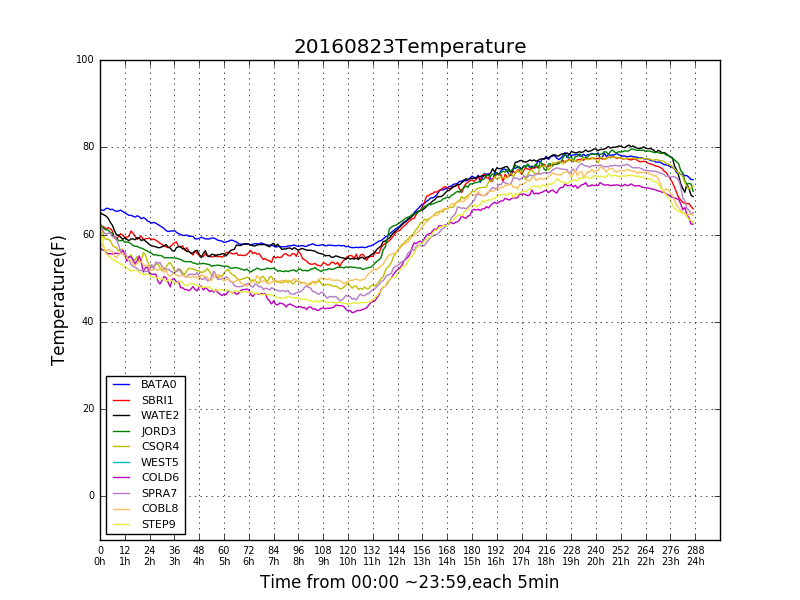 20160823Temperature
100
80
60
40
20
0
Temperature(F)
BATA0
SBRI1
WATE2
JORD3
CSQR4
WEST5
COLD6
SPRA7
COBL8
STEP9
0 12 24 36 48 60 72 84 96 108 120 132 144 156 168 180 192 204 216 228 240 252 264 276 288
0h 1h 2h 3h 4h 5h 6h 7h 8h 9h 10h 11h 12h 13h 14h 15h 16h 17h 18h 19h 20h 21h 22h 23h 24h
Time from 00:00 ~23:59,each 5min